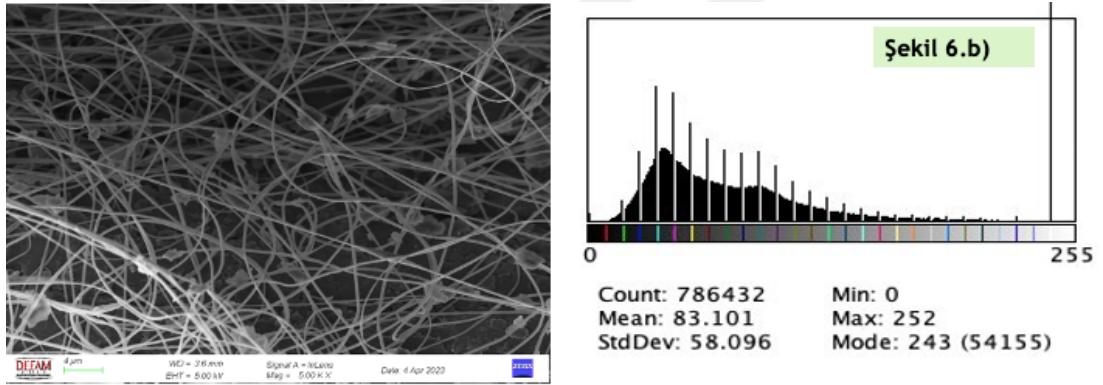 Şekil 6.b)
0 255
Count: 786432 Min: 0
Mean: 83.101 Max: 252
StdDev: 58.096 Mode: 243 (54155)
DEFAM
4 µm
WD = 3.6 mm
EHT = 5.00 kV
Signal A = InLens
Mag = 5.00 K X
Date: 4 Apr 2023
ZEISS